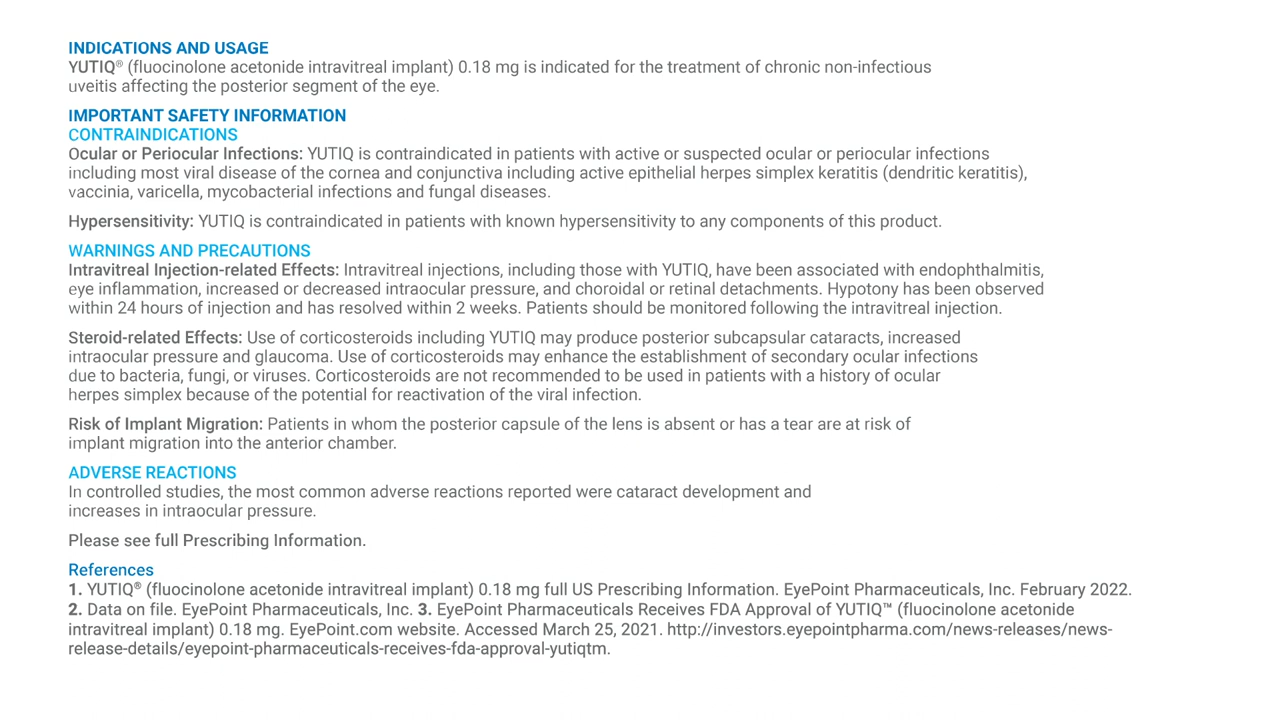 INDICATIONS AND USAGE
YUTIQ® (fluocinolone acetonide intravitreal implant) 0.18 mg is indicated for the treatment of chronic non-infectious
uveitis affecting the posterior segment of the eye.
IMPORTANT SAFETY INFORMATION
CONTRAINDICATIONS
Ocular or Periocular Infections: YUTIQ is contraindicated in patients with active or suspected ocular or periocular infections
including most viral disease of the cornea and conjunctiva including active epithelial herpes simplex keratitis (dendritic keratitis),
vaccinia, varicella, mycobacterial infections and fungal diseases.
Hypersensitivity: YUTIQ is contraindicated in patients with known hypersensitivity to any components of this product.
WARNINGS AND PRECAUTIONS
Intravitreal Injection-related Effects: Intravitreal injections, including those with YUTIQ, have been associated with endophthalmitis,
eye inflammation, increased or decreased intraocular pressure, and choroidal or retinal detachments. Hypotony has been observed
within 24 hours of injection and has resolved within 2 weeks. Patients should be monitored following the intravitreal injection.
Steroid-related Effects: Use of corticosteroids including YUTIQ may produce posterior subcapsular cataracts, increased
intraocular pressure and glaucoma. Use of corticosteroids may enhance the establishment of secondary ocular infections
due to bacteria, fungi, or viruses. Corticosteroids are not recommended to be used in patients with a history of ocular
herpes simplex because of the potential for reactivation of the viral infection.
Risk of Implant Migration: Patients in whom the posterior capsule of the lens is absent or has a tear are at risk of
implant migration into the anterior chamber.
ADVERSE REACTIONS
In controlled studies, the most common adverse reactions reported were cataract development and
increases in intraocular pressure.
Please see full Prescribing Information.
References
1. YUTIQ® (fluocinolone acetonide intravitreal implant) 0.18 mg full US Prescribing Information. EyePoint Pharmaceuticals, Inc. February 2022.
2. Data on file. EyePoint Pharmaceuticals, Inc. 3. EyePoint Pharmaceuticals Receives FDA Approval of YUTIQ™ (fluocinolone acetonide
intravitreal implant) 0.18 mg. EyePoint.com website. Accessed March 25, 2021. http://investors.eyepointpharma.com/news-releases/news-
release-details/eyepoint-pharmaceuticals-receives-fda-approval-yutiqtm.